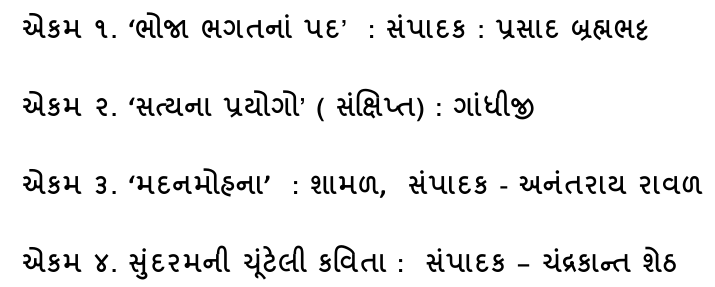 એકમ ૧. ‘ભોજા ભગતનાં પદ’ : સંપાદક : પ્રસાદ બ્રહ્મભટ્ટ
એકમ ૨. ‘સત્યના પ્રયોગો’ ( સંક્ષિપ્ત) : ગાંધીજી
એકમ ૩. ‘મદનમોહના’ : શામળ, સંપાદક - અનંતરાય રાવળ
એકમ ૪. સુંદરમની ચૂંટેલી કવિતા : સંપાદક – ચંદ્રકાન્ત શેઠ